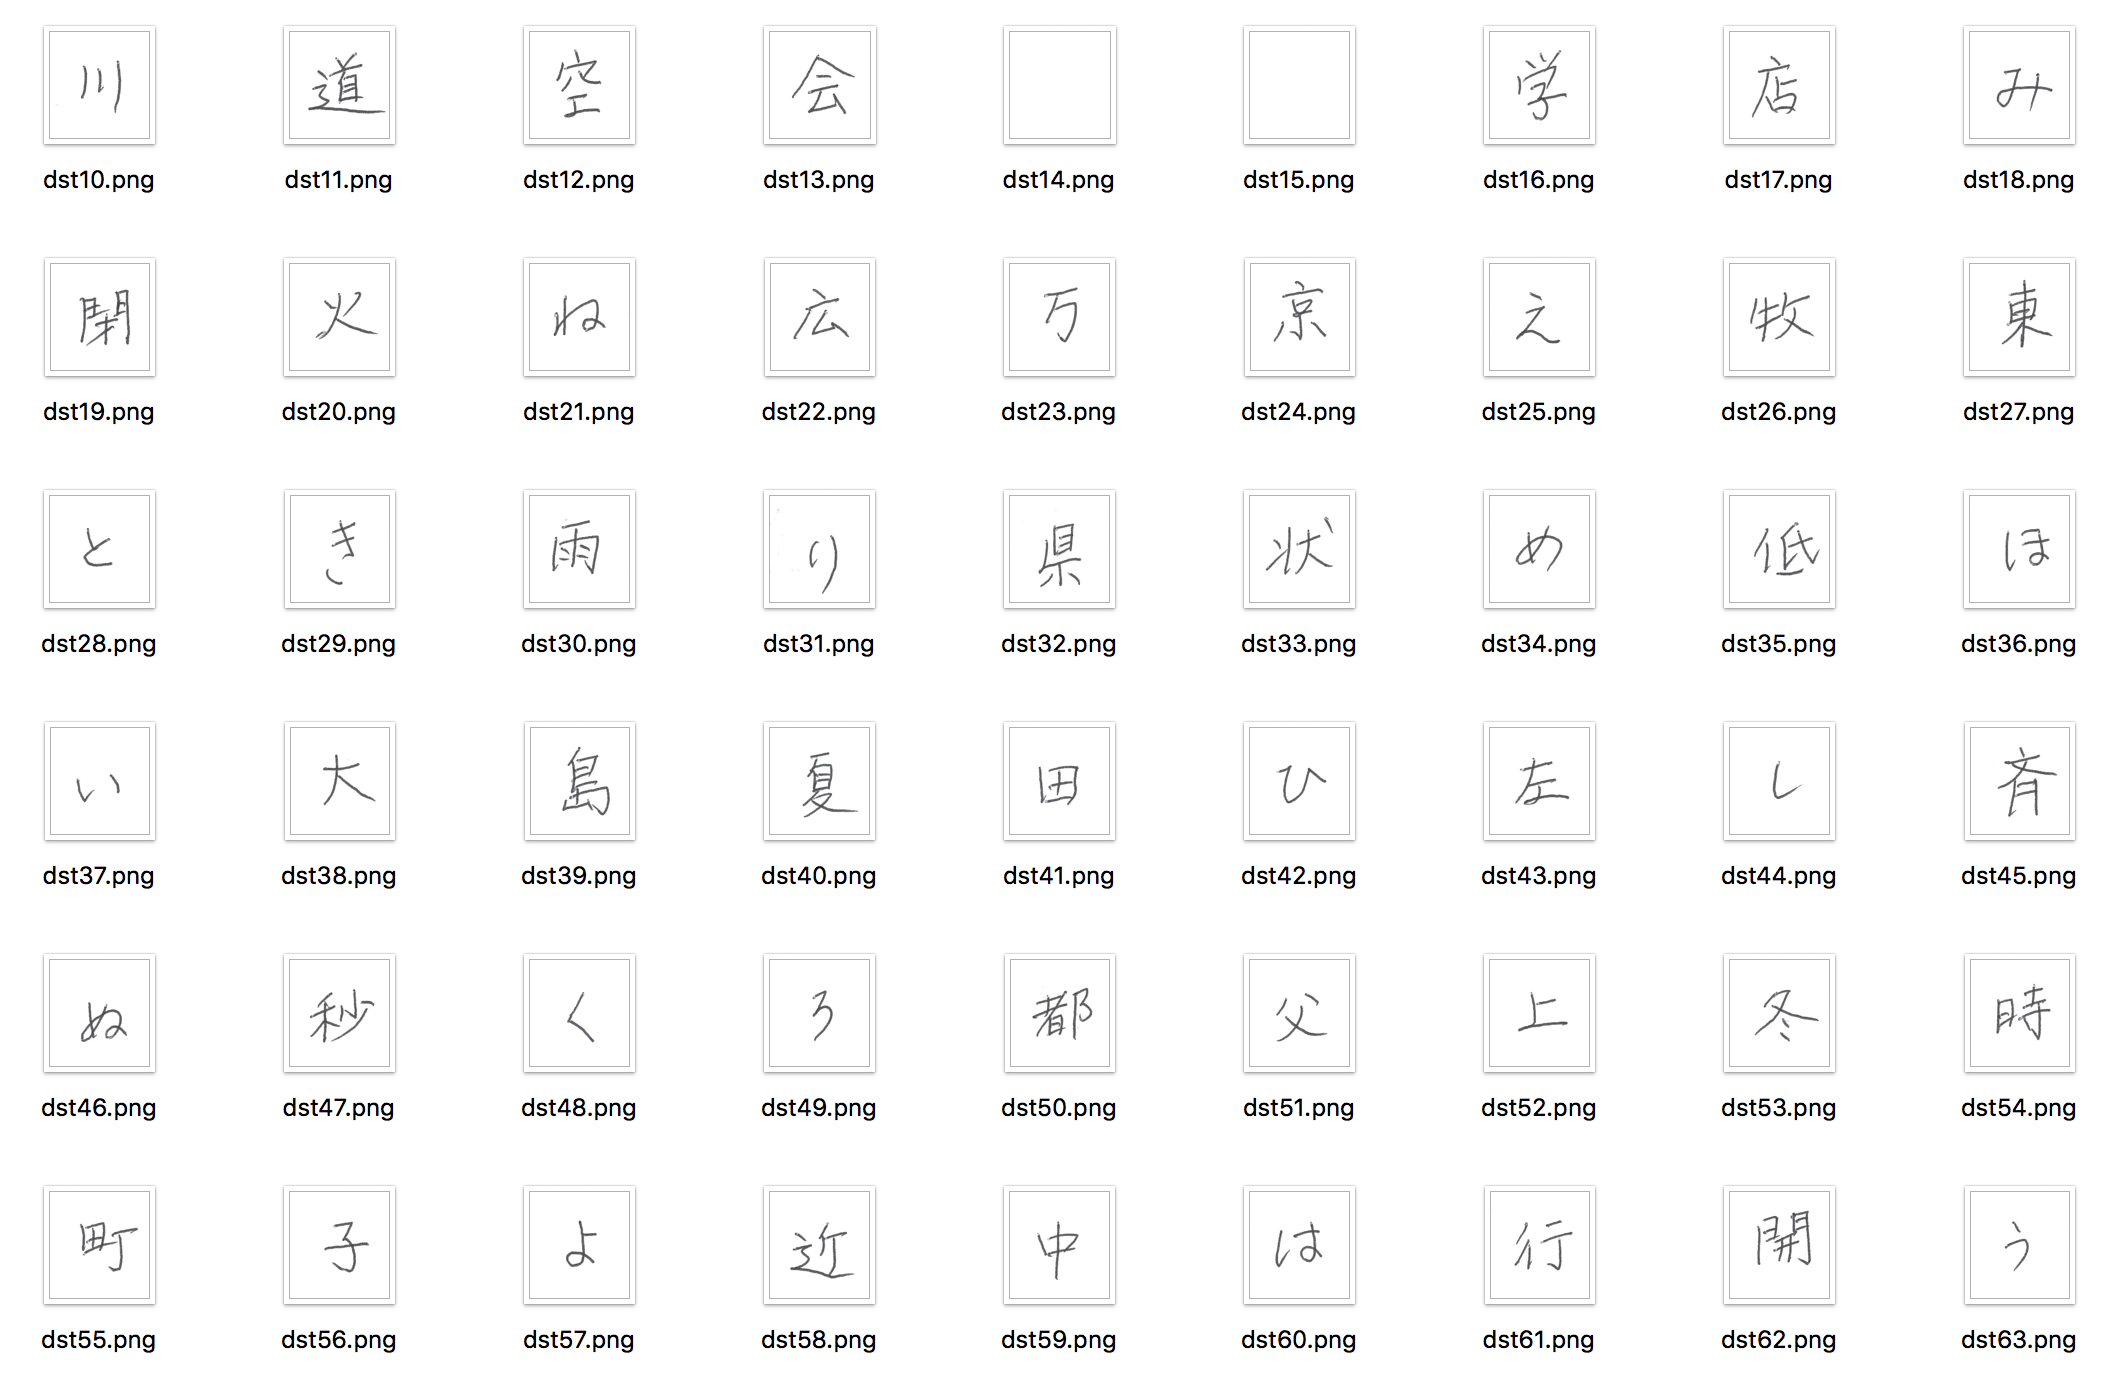 川 道 空 会 学 店 み
dst10.png dst11.png dst12.png dst13.png dst14.png dst15.png dst16.png dst17.png dst18.png
閉 火 ね 広 万 京 え 牧 東
dst19.png dst20.png dst21.png dst22.png dst23.png dst24.png dst25.png dst26.png dst27.png
と き 雨 り 県 状 め 低 ほ
dst28.png dst29.png dst30.png dst31.png dst32.png dst33.png dst34.png dst35.png dst36.png
い 大 島 夏 田 ひ 左 し 斉
dst37.png dst38.png dst39.png dst40.png dst41.png dst42.png dst43.png dst44.png dst45.png
ぬ 秒 く ろ 都 父 上 冬 時
dst46.png dst47.png dst48.png dst49.png dst50.png dst51.png dst52.png dst53.png dst54.png
町 子 よ 近 中 は 行 開 う
dst55.png dst56.png dst57.png dst58.png dst59.png dst60.png dst61.png dst62.png dst63.png